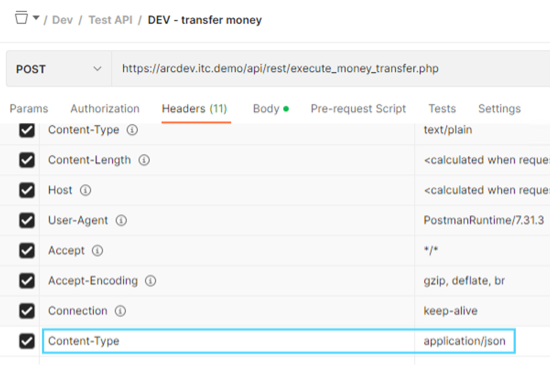 / Dev / Test API / DEV - transfer money
POST https://arcdev.itc.demo/api/rest/execute_money_transfer.php
Params Authorization Headers (11) Body Pre-request Script Tests Settings
Content-Type text/plain
Content-Length <calculated when reque
Host <calculated when reque
User-Agent PostmanRuntime/7.31.3
Accept */*
Accept-Encoding gzip, deflate, br
Connection keep-alive
Content-Type application/json